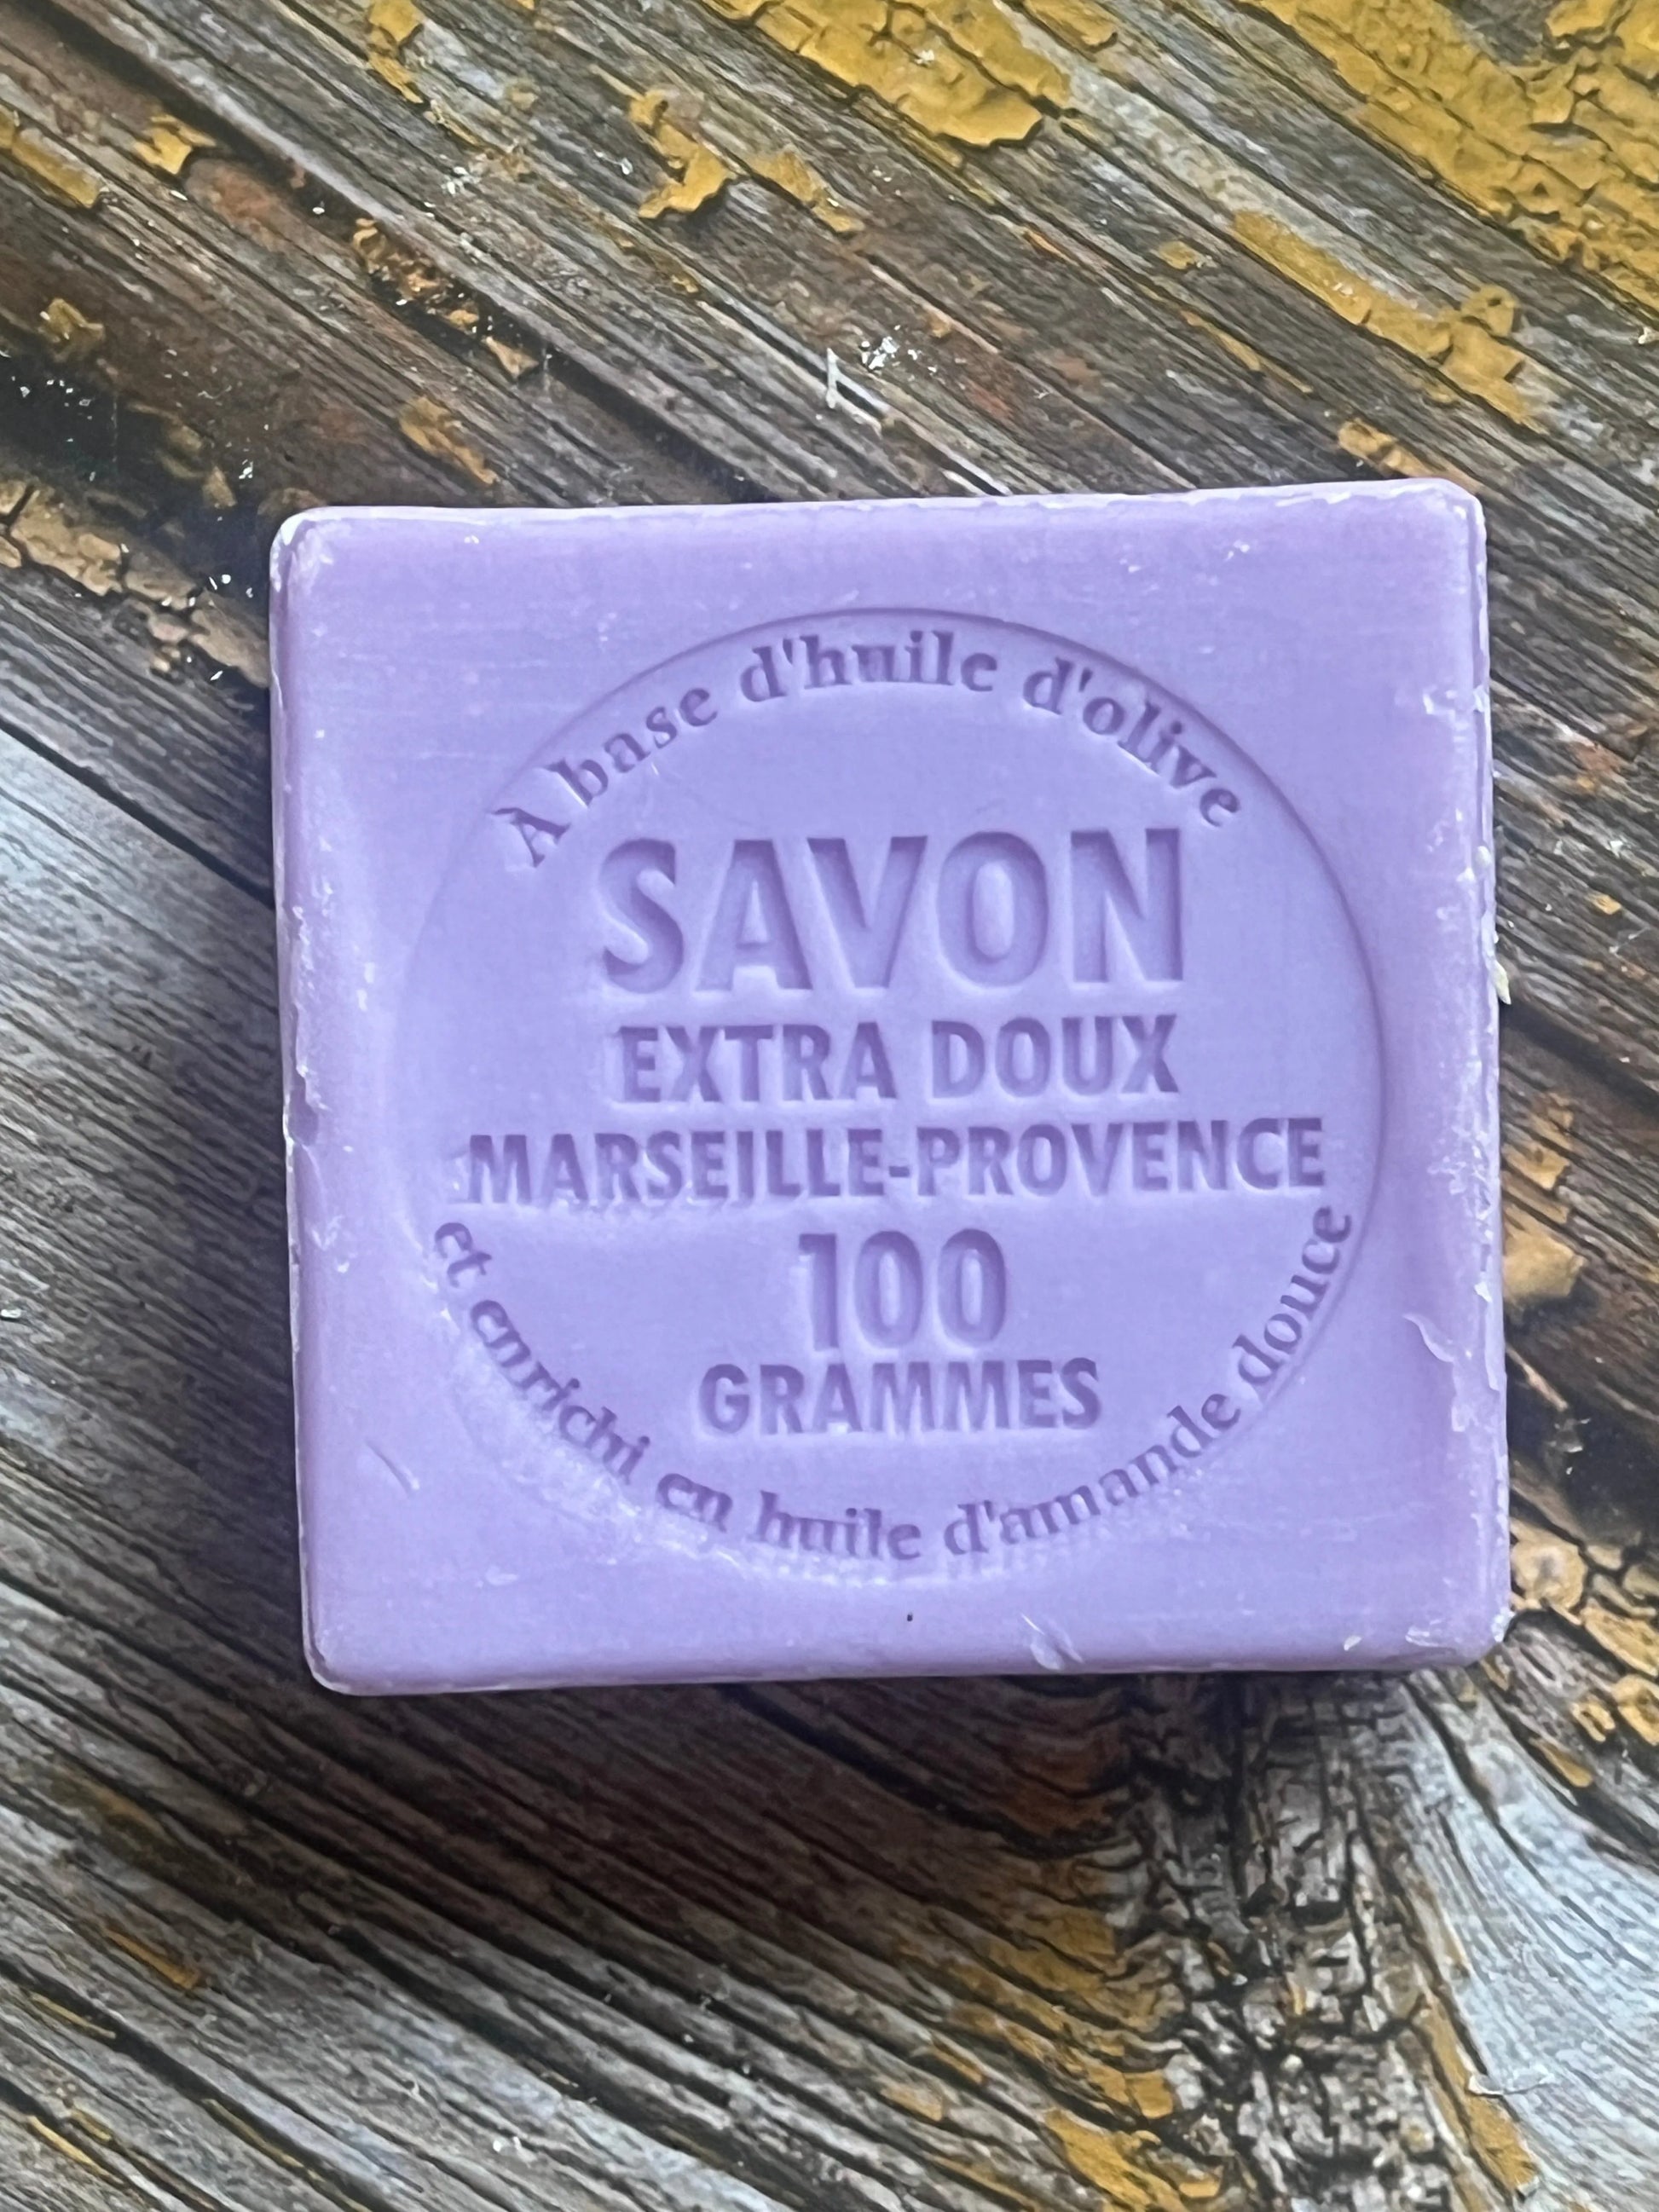 À base d'huile d'olive
SAVON
EXTRA DOUX
MARSEILLE-PROVENCE
100
GRAMMES
et enrichi en huile d'amande douce